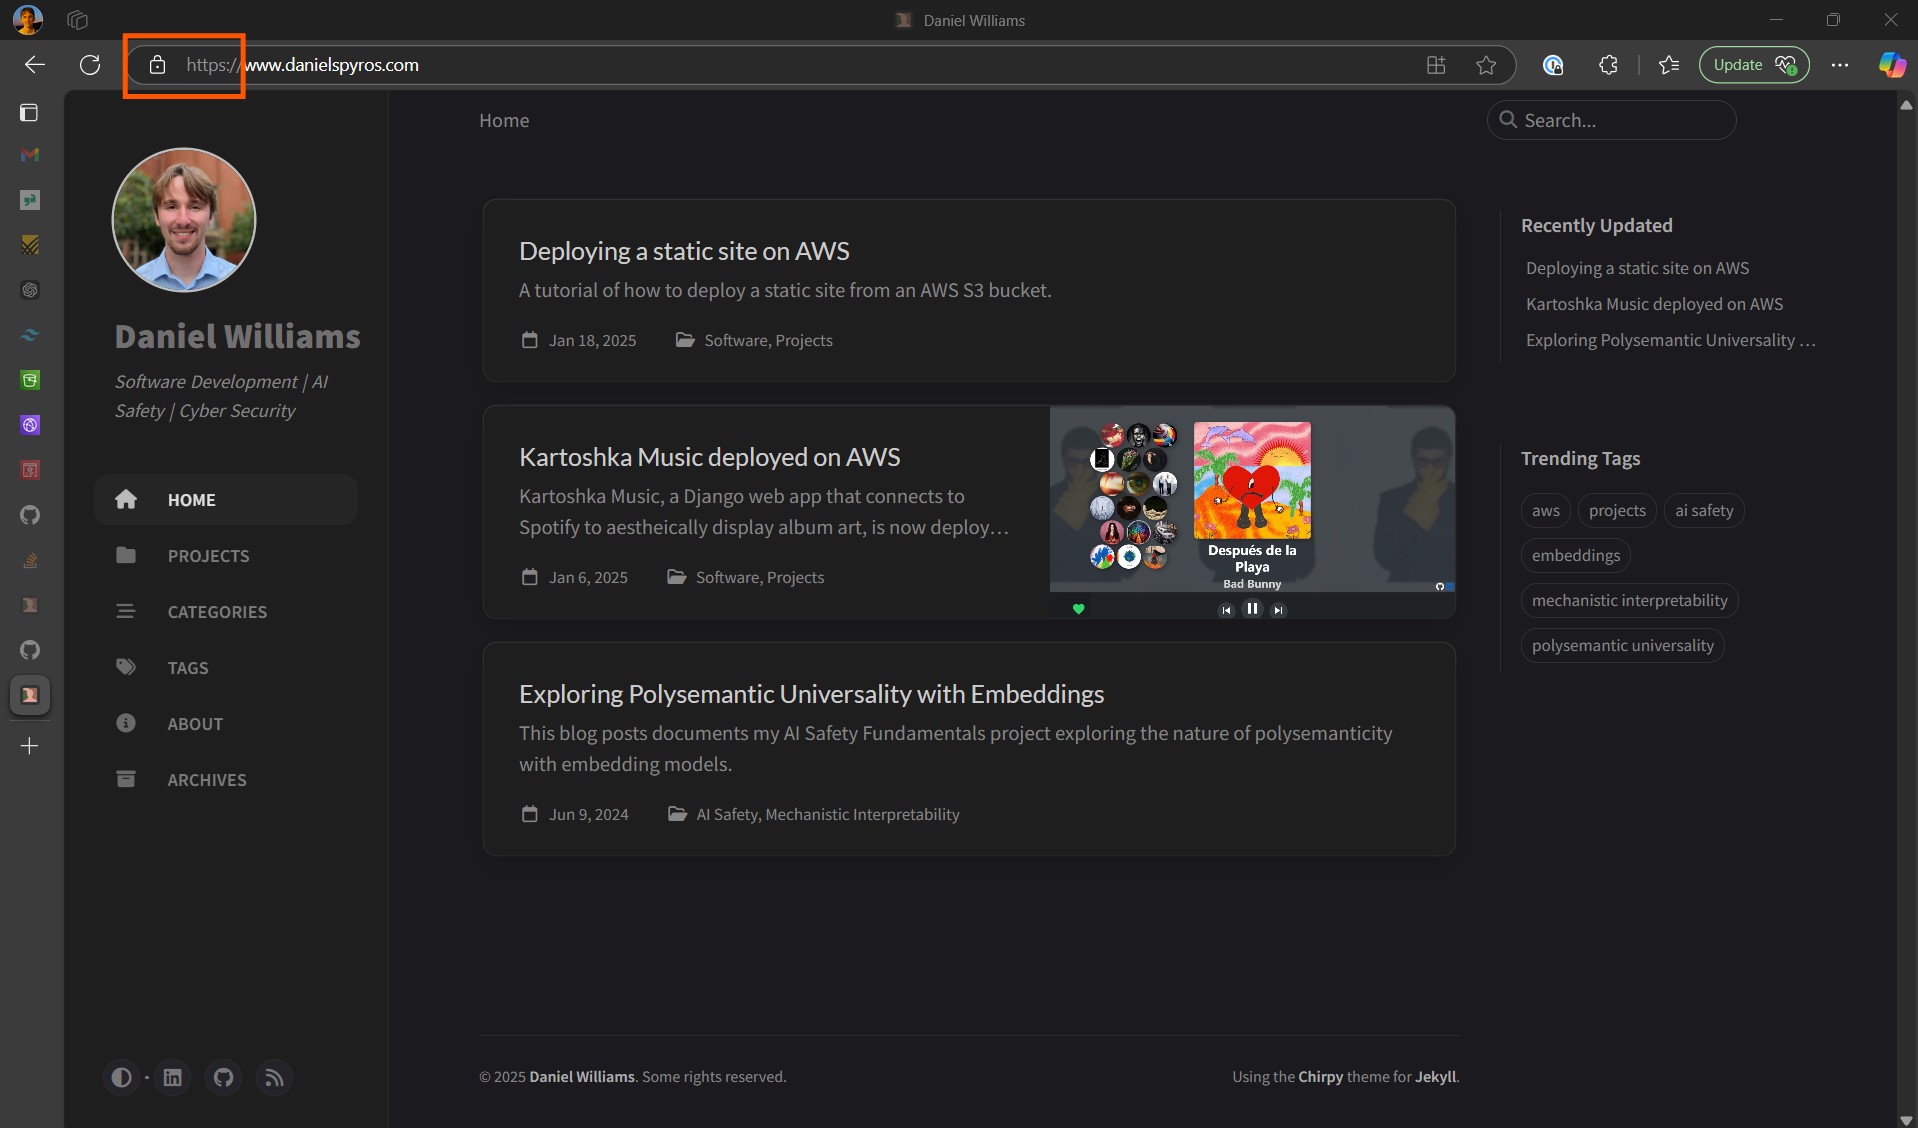 Daniel Williams
https://www.danielspyros.com
Update
Daniel Williams
Software Development | AI
Safety | Cyber Security
HOME
PROJECTS
CATEGORIES
TAGS
ABOUT
ARCHIVES
Home
Search...
Deploying a static site on AWS
A tutorial of how to deploy a static site from an AWS S3 bucket.
Jan 18, 2025 Software, Projects
Kartoshka Music deployed on AWS
Kartoshka Music, a Django web app that connects to
Spotify to aestheically display album art, is now deploy...
Jan 6, 2025 Software, Projects
Después de la
Playa
Bad Bunny
Exploring Polysemantic Universality with Embeddings
This blog posts documents my AI Safety Fundamentals project exploring the nature of polysemanticity
with embedding models.
Jun 9, 2024 AI Safety, Mechanistic Interpretability
Recently Updated
Deploying a static site on AWS
Kartoshka Music deployed on AWS
Exploring Polysemantic Universality ...
Trending Tags
aws projects ai safety
embeddings
mechanistic interpretability
polysemantic universality
© 2025 Daniel Williams. Some rights reserved.
Using the Chirpy theme for Jekyll.